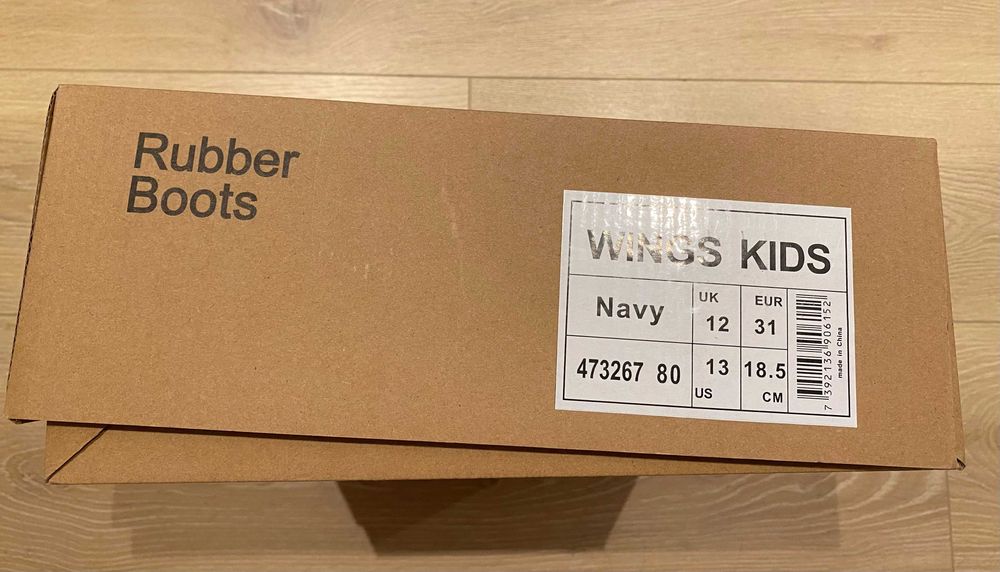 Rubber
Boots
WINGS KIDS
Navy
UK
12
EUR
31
473267 80
13
US
18.5
CM
7 392136 906152
made in China